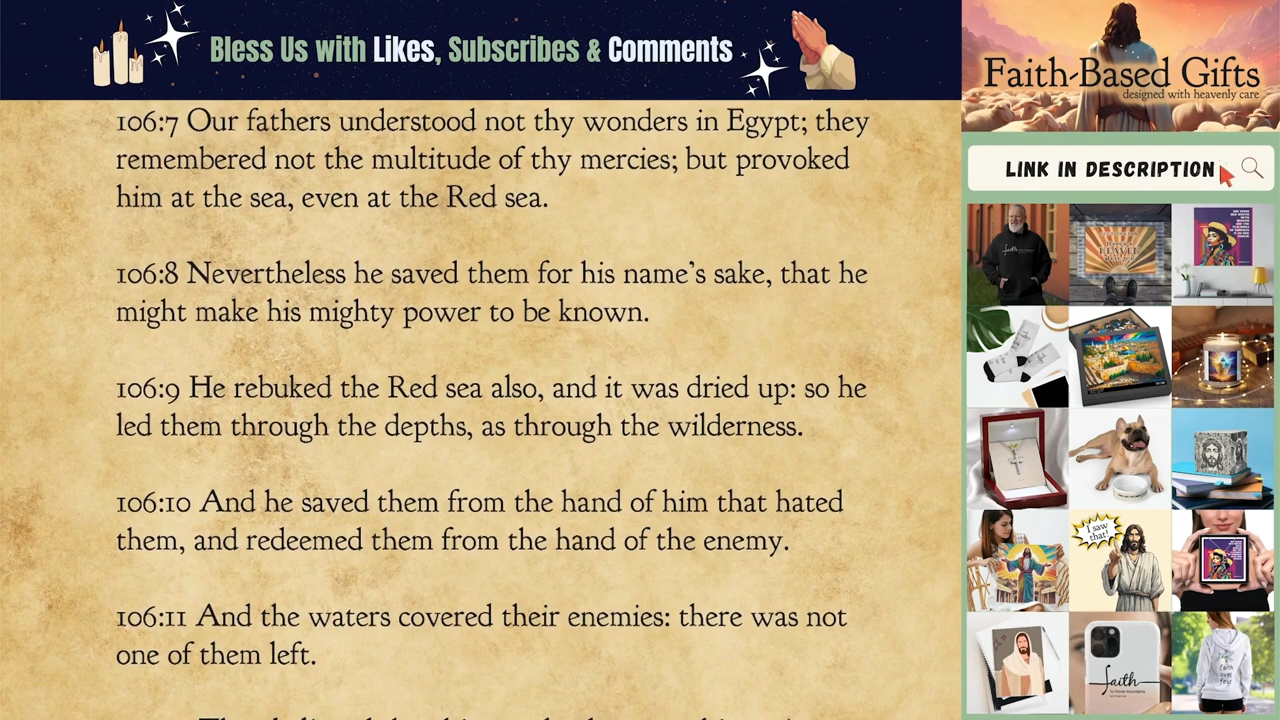 Bless Us with Likes, Subscribes & Comments
106:7 Our fathers understood not thy wonders in Egypt; they
remembered not the multitude of thy mercies; but provoked
him at the sea, even at the Red sea.
106:8 Nevertheless he saved them for his name's sake, that he
might make his mighty power to be known.
106:9 He rebuked the Red sea also, and it was dried up: so he
led them through the depths, as through the wilderness.
106:10 And he saved them from the hand of him that hated
them, and redeemed them from the hand of the enemy.
106:11 And the waters covered their enemies: there was not
one of them left.
Faith-Based Gifts
designed with heavenly care
LINK IN DESCRIPTION
faith
I saw
that!
faith
to move mountains
faith
over
fear